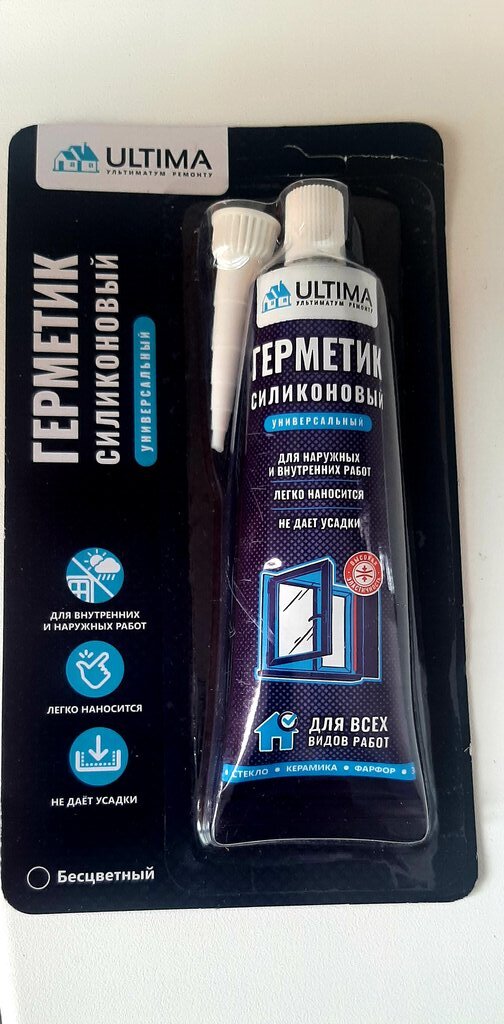 ULTIMA
УЛЬТИМАТУМ РЕМОНТУ
ГЕРМЕТИК
СИЛИКОНОВЫЙ
УНИВЕРСАЛЬНЫЙ
ДЛЯ ВНУТРЕННИХ
И НАРУЖНЫХ РАБОТ
ЛЕГКО НАНОСИТСЯ
НЕ ДАЁТ УСАДКИ
Бесцветный
ULTIMA
УЛЬТИМАТУМ РЕМОНТУ
ГЕРМЕТИК
СИЛИКОНОВЫЙ
УНИВЕРСАЛЬНЫЙ
ДЛЯ НАРУЖНЫХ
И ВНУТРЕННИХ РАБОТ
ЛЕГКО НАНОСИТСЯ
НЕ ДАЕТ УСАДКИ
ВЫСОКАЯ
ЭЛАСТИЧНОСТЬ
ДЛЯ ВСЕХ
ВИДОВ РАБОТ
СТЕКЛО • КЕРАМИКА • ФАРФОР •